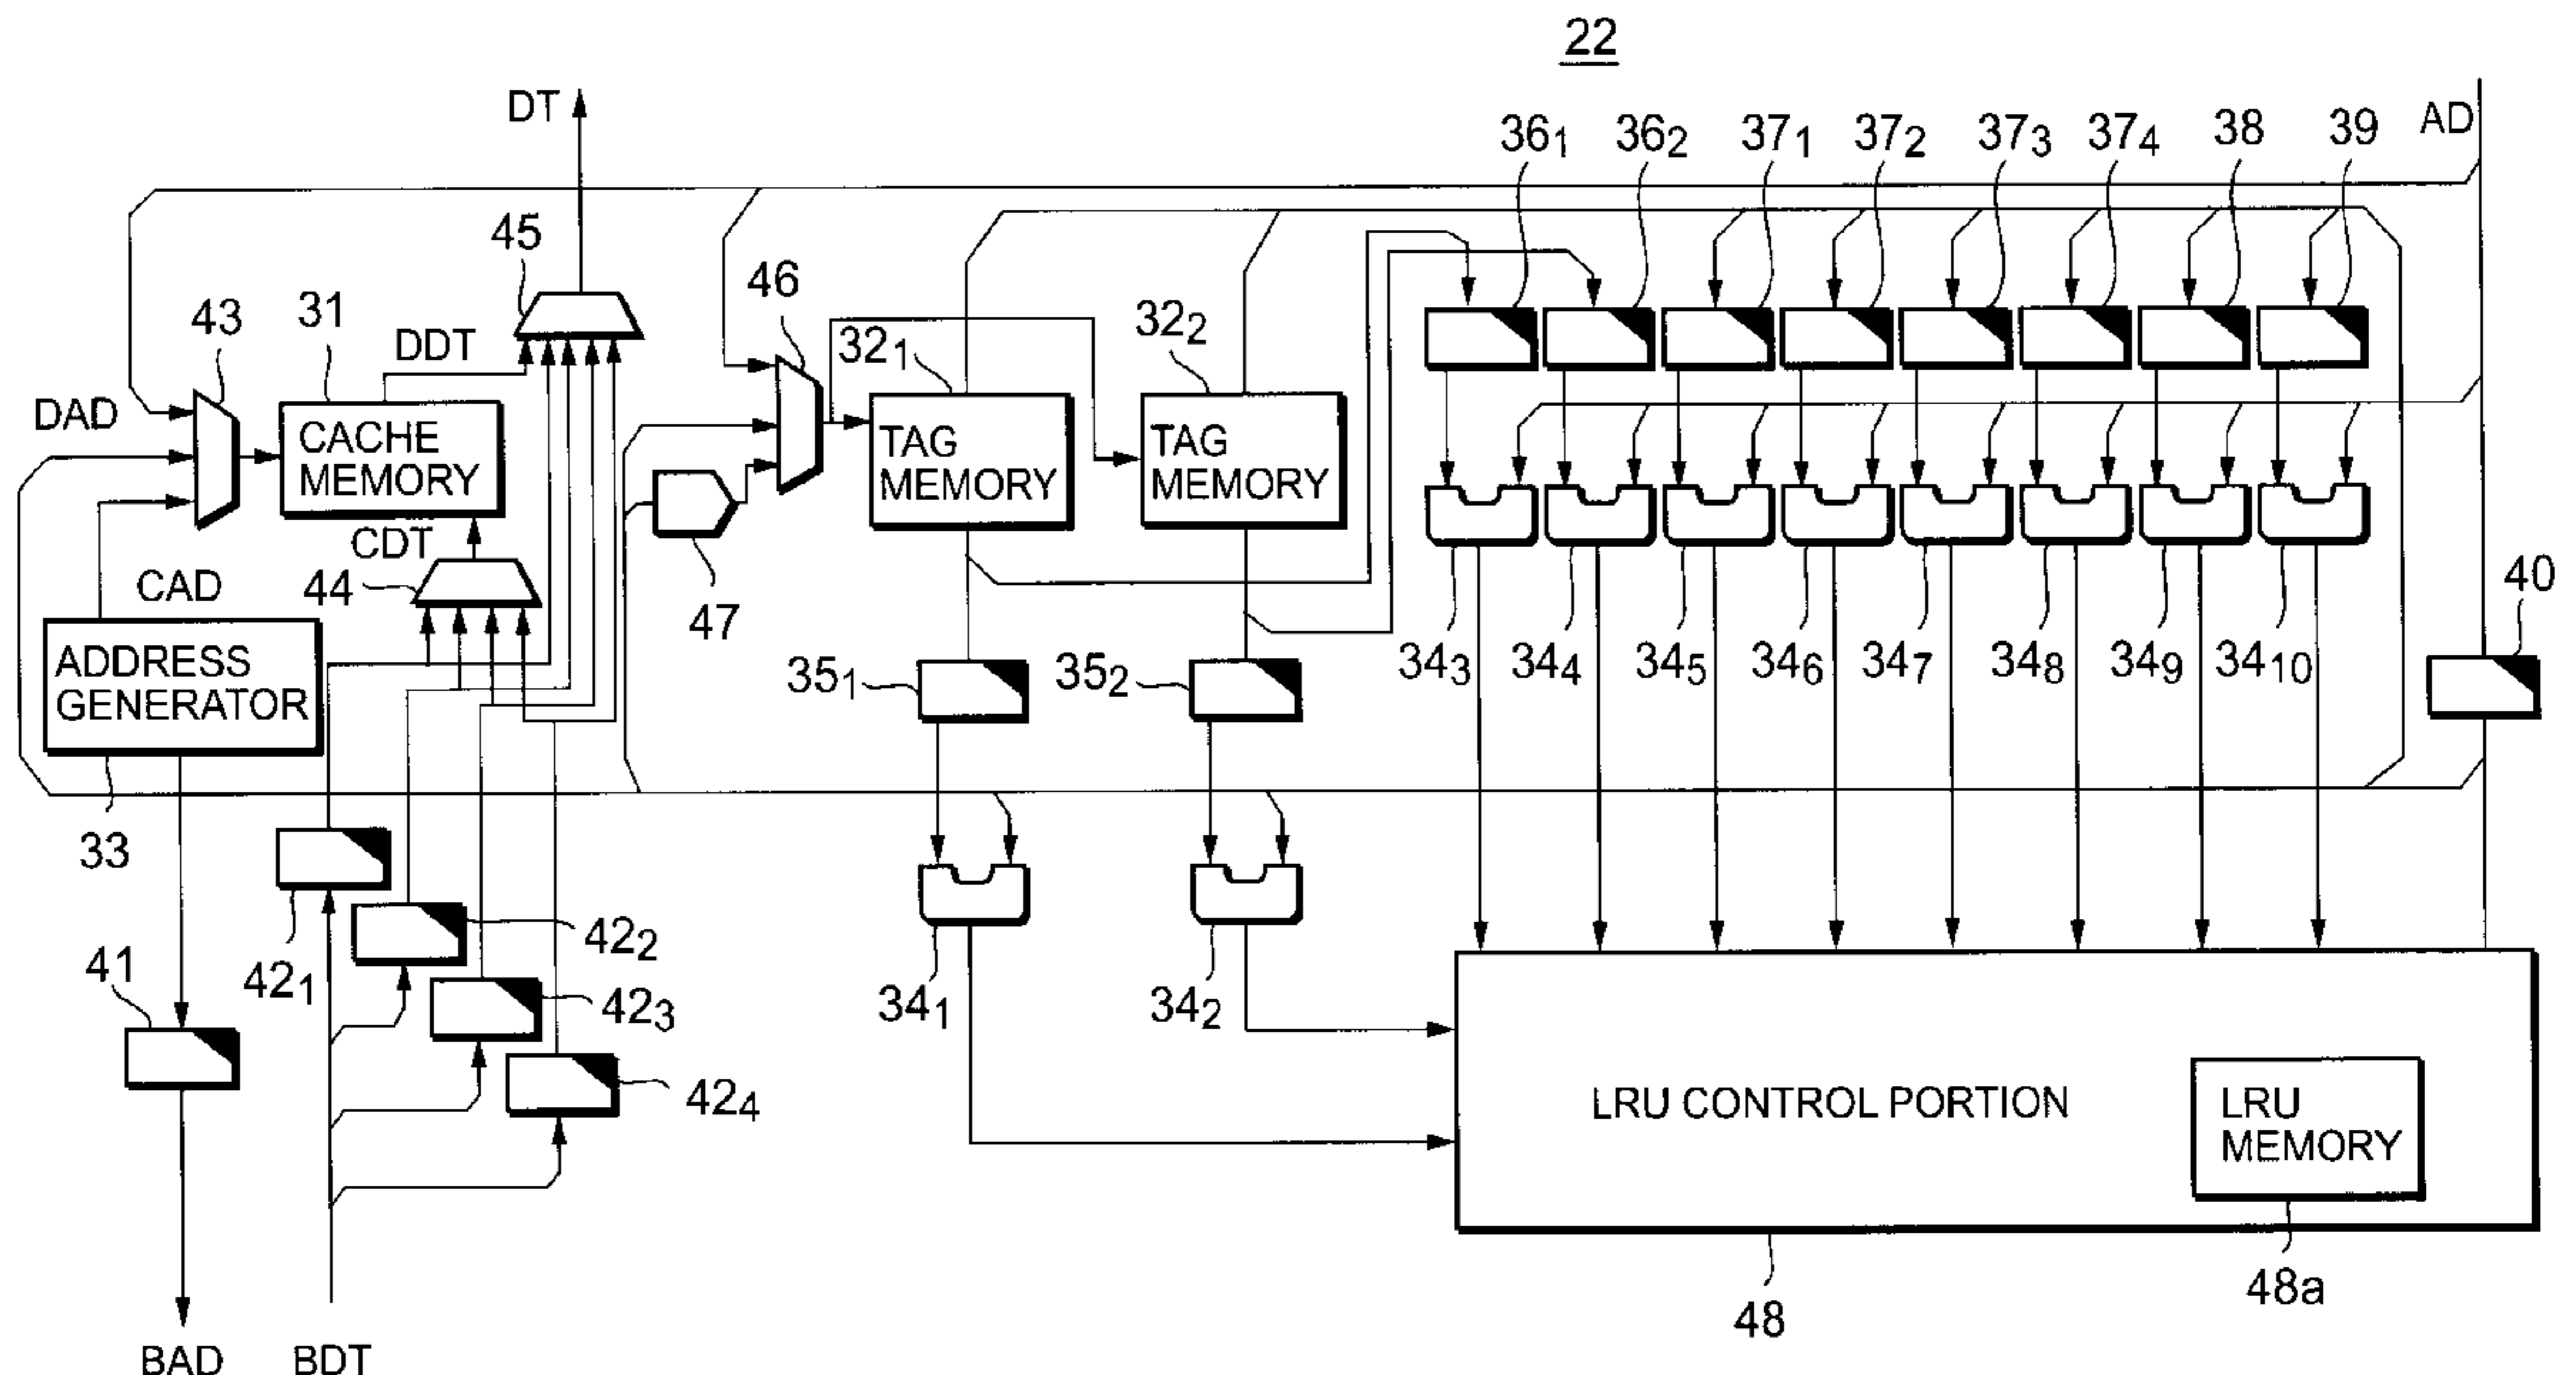 22
DT
AD
36₁
36₂
37₁
37₂
37₃
37₄
38
39
45
46
43
31
DDT
32₁
32₂
DAD
CACHE
MEMORY
TAG
MEMORY
TAG
MEMORY
CDT
CAD
44
47
40
ADDRESS
GENERATOR
35₁
35₂
34₃
34₄
34₅
34₆
34₇
34₈
34₉
34₁₀
33
42₁
42₂
42₃
42₄
41
34₁
34₂
LRU CONTROL PORTION
LRU
MEMORY
48
48a
BAD
BDT